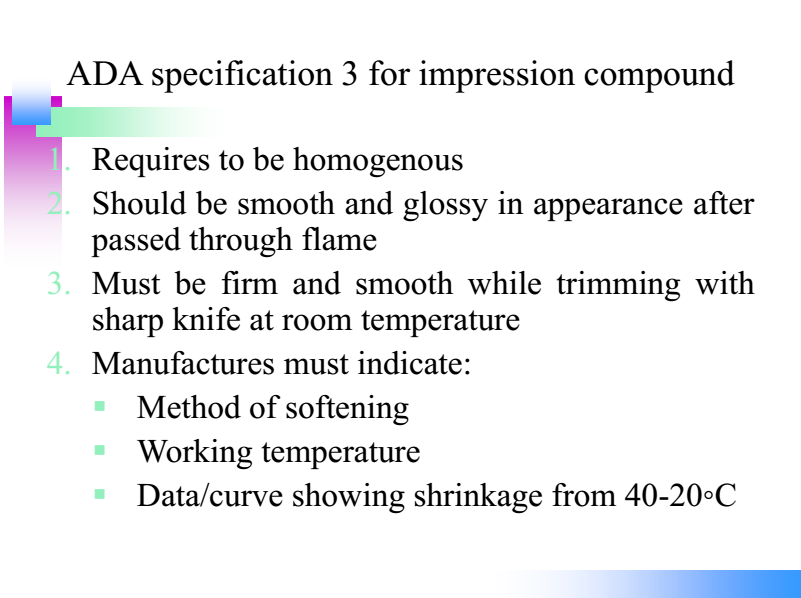 ADA specification 3 for impression compound
1. Requires to be homogenous
2. Should be smooth and glossy in appearance after
passed through flame
3. Must be firm and smooth while trimming with
sharp knife at room temperature
4. Manufactures must indicate:
▪ Method of softening
▪ Working temperature
▪ Data/curve showing shrinkage from 40-20◦C